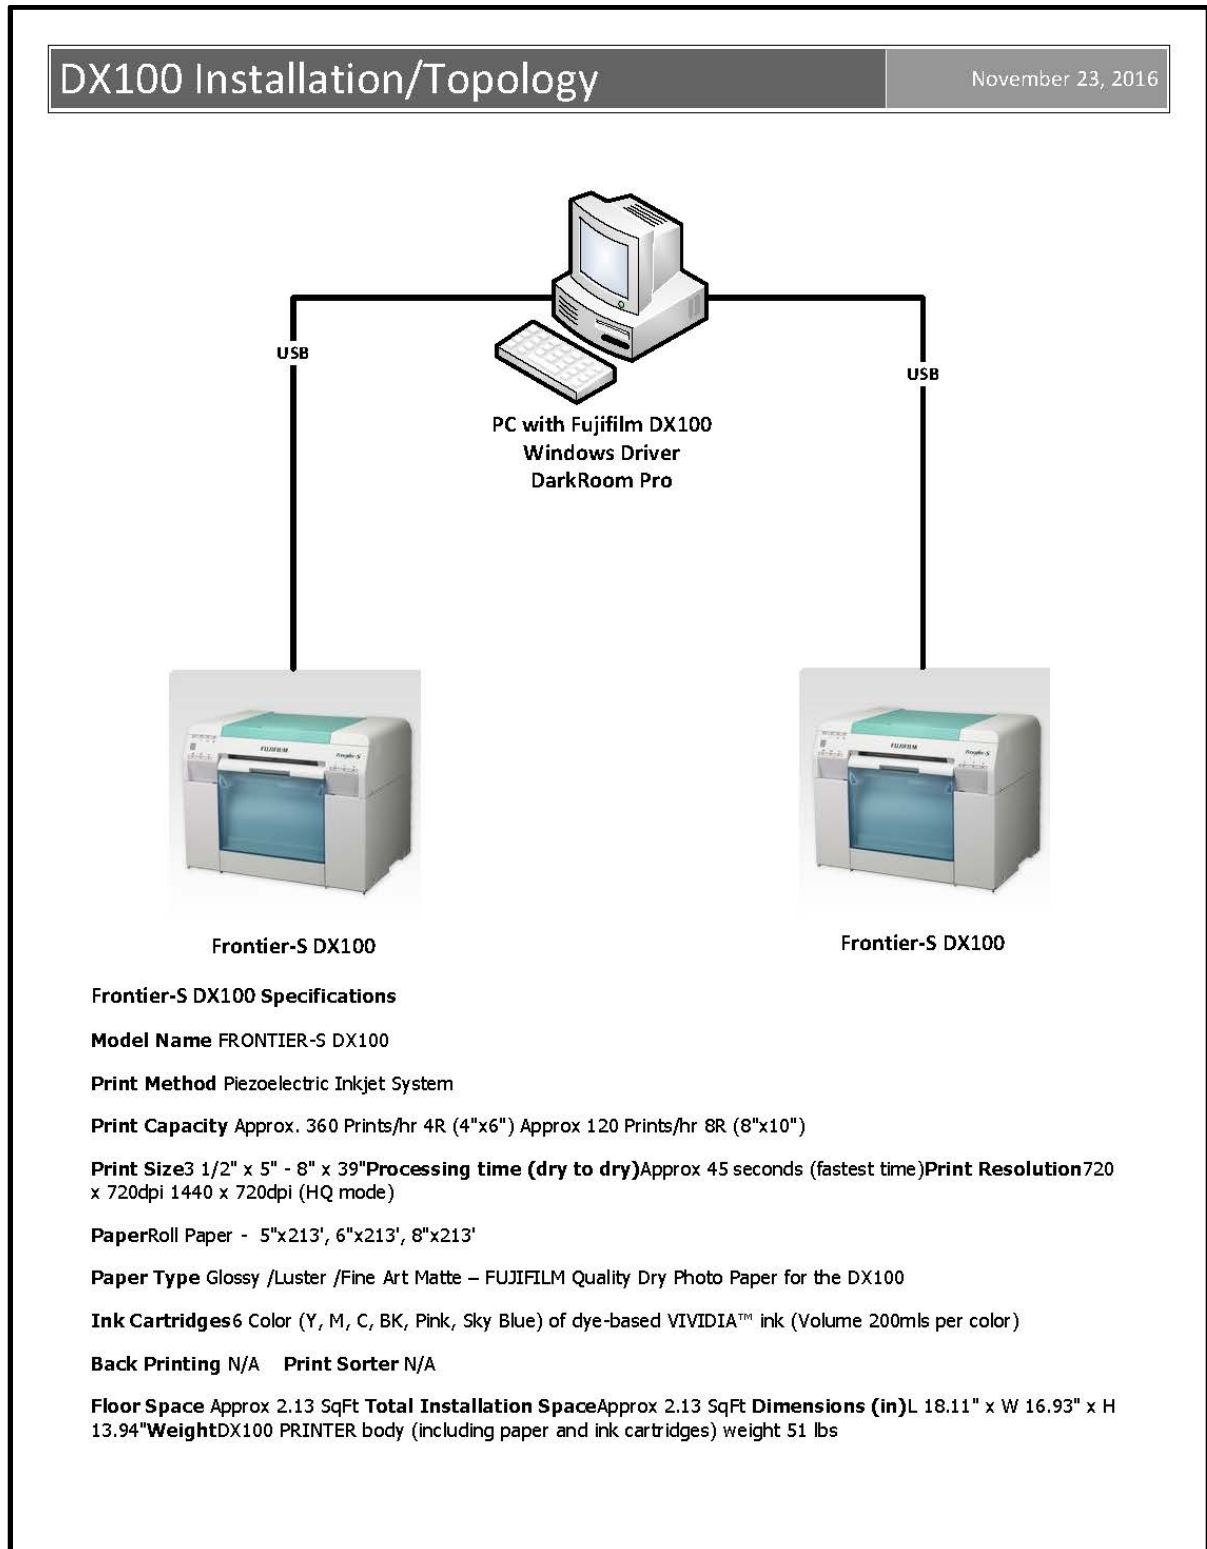 DX100 Installation/Topology
November 23, 2016
USB
USB
PC with Fujifilm DX100
Windows Driver
DarkRoom Pro
FUJIFILM
Frontier-S
FUJIFILM
Frontier-S
Frontier-S DX100
Frontier-S DX100
Frontier-S DX100 Specifications
Model Name FRONTIER-S DX100
Print Method Piezoelectric Inkjet System
Print Capacity Approx. 360 Prints/hr 4R (4"x6") Approx 120 Prints/hr 8R (8"x10")
Print Size3 1/2" x 5" - 8" x 39"Processing time (dry to dry)Approx 45 seconds (fastest time)Print Resolution720
x 720dpi 1440 x 720dpi (HQ mode)
PaperRoll Paper -  5"x213', 6"x213', 8"x213'
Paper Type Glossy /Luster /Fine Art Matte – FUJIFILM Quality Dry Photo Paper for the DX100
Ink Cartridges6 Color (Y, M, C, BK, Pink, Sky Blue) of dye-based VIVIDIA™ ink (Volume 200mls per color)
Back Printing N/A    Print Sorter N/A
Floor Space Approx 2.13 SqFt Total Installation SpaceApprox 2.13 SqFt Dimensions (in)L 18.11" x W 16.93" x H
13.94"WeightDX100 PRINTER body (including paper and ink cartridges) weight 51 lbs